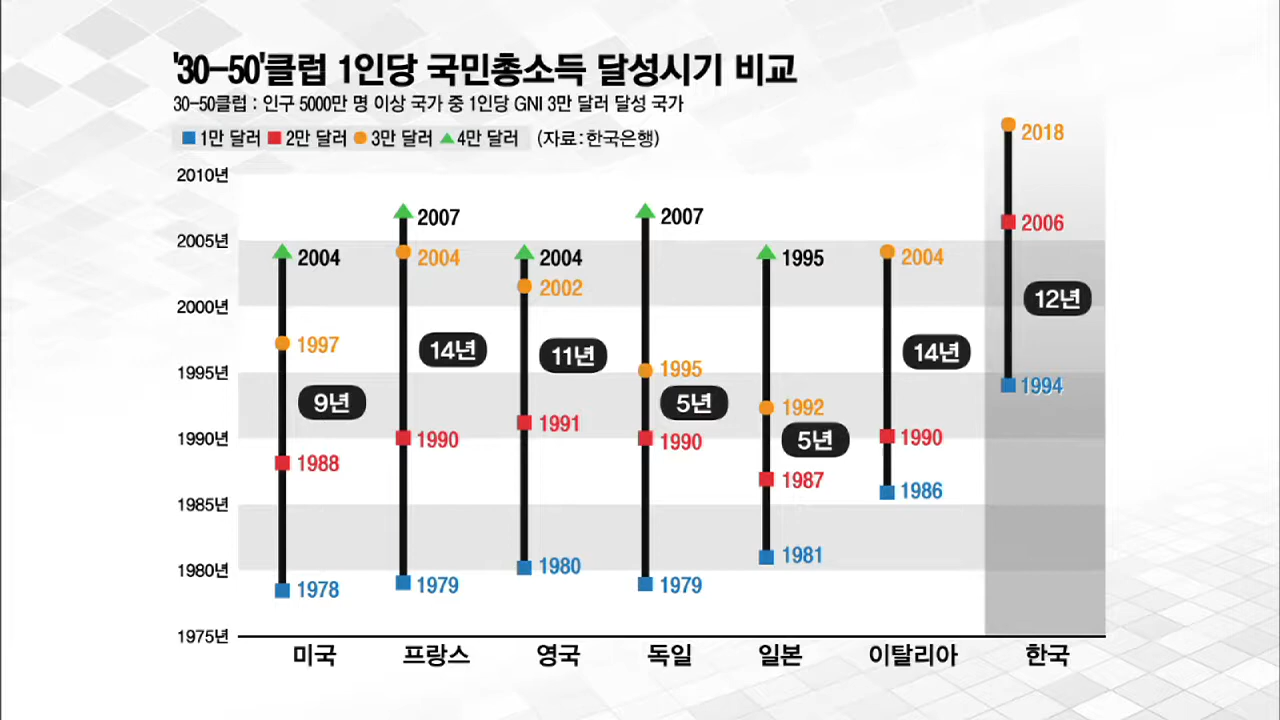 '30-50'클럽 1인당 국민총소득 달성시기 비교
30-50클럽 : 인구 5000만 명 이상 국가 중 1인당 GNI 3만 달러 달성 국가
1만 달러 2만 달러 3만 달러 4만 달러 (자료:한국은행)
2018
2010년
2007
2007
2006
2005년
2004
2004
2004
1995
2004
2002
2000년
12년
1997
14년
11년
14년
1995년
1995
1994
9년
5년
1992
1990년
1990
1991
1990
5년
1990
1988
1987
1986
1985년
1980년
1980
1981
1978
1979
1979
1975년
미국 프랑스 영국 독일 일본 이탈리아 한국